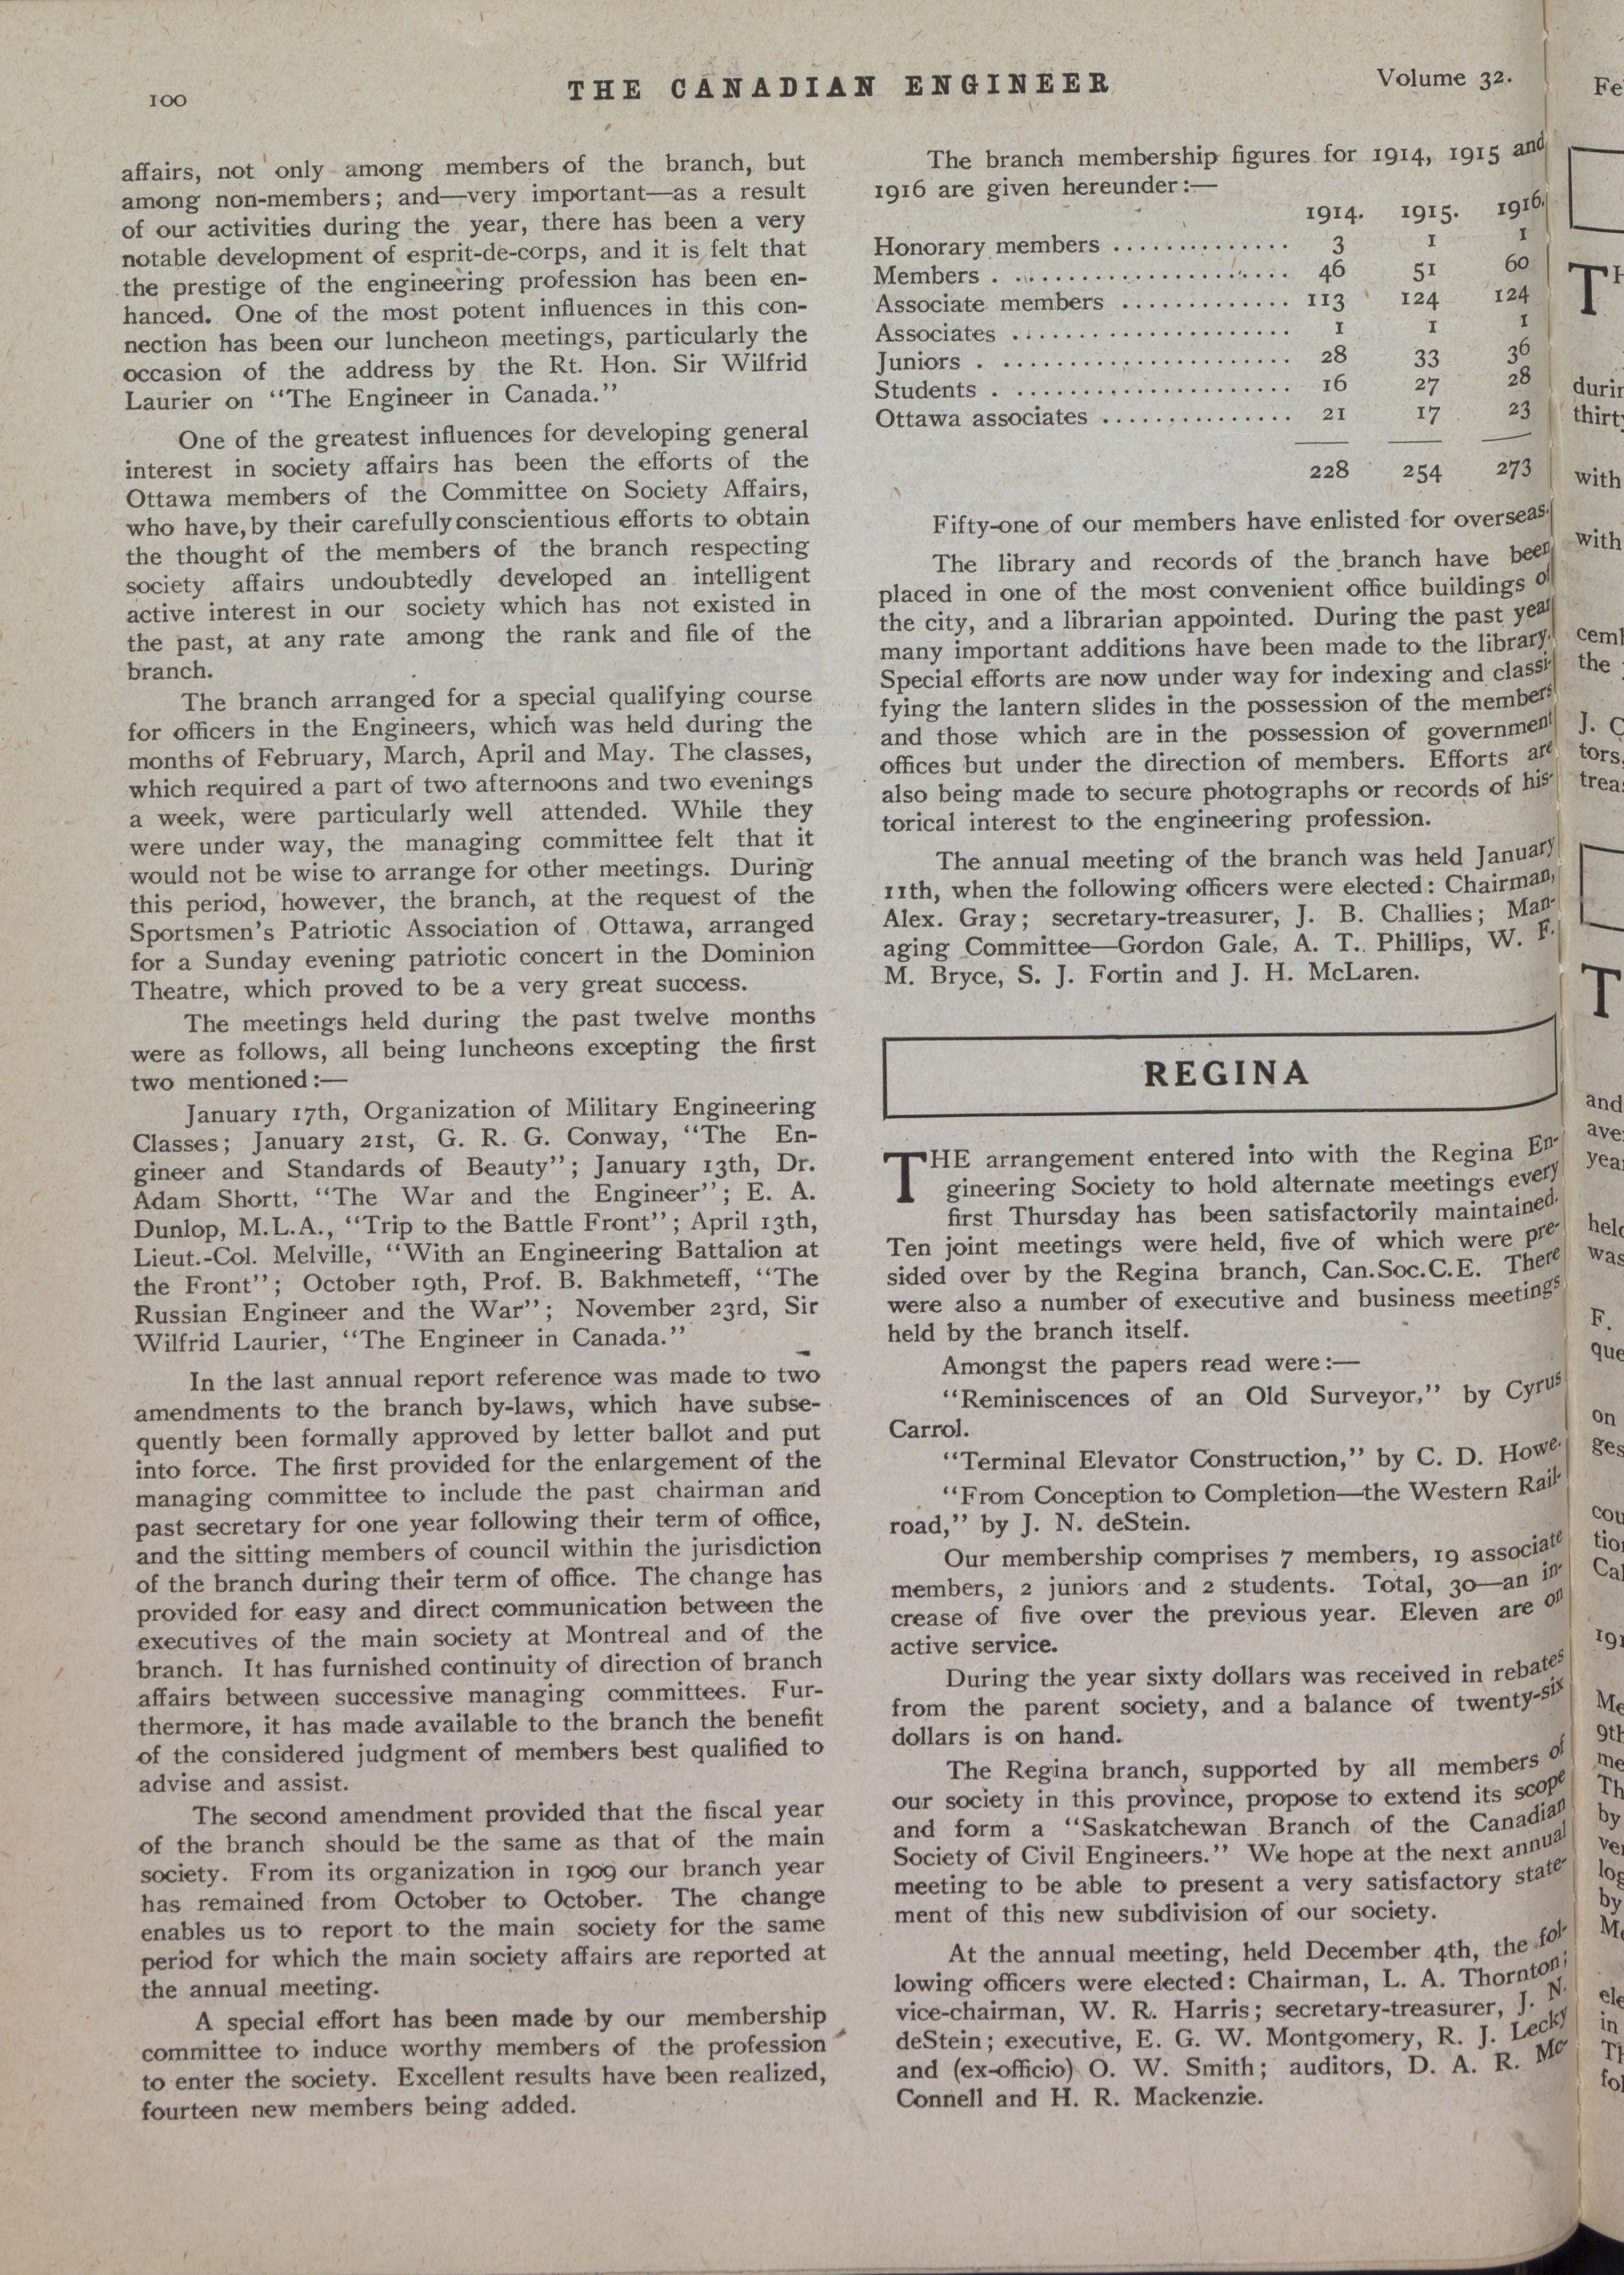 100
THE CANADIAN ENGINEER
Volume 32.
affairs, not only among members of the branch, but
among non-members; and—very important—as a result
of our activities during the year, there has been a very
notable development of esprit-de-corps, and it is felt that
the prestige of the engineering profession has been en-
hanced. One of the most potent influences in this con-
nection has been our luncheon meetings, particularly the
occasion of the address by the Rt. Hon. Sir Wilfrid
Laurier on "The Engineer in Canada."
One of the greatest influences for developing general
interest in society affairs has been the efforts of the
Ottawa members of the Committee on Society Affairs,
who have, by their carefully conscientious efforts to obtain
the thought of the members of the branch respecting
society affairs undoubtedly developed an intelligent
active interest in our society which has not existed in
the past, at any rate among the rank and file of the
branch.
The branch arranged for a special qualifying course
for officers in the Engineers, which was held during the
months of February, March, April and May. The classes,
which required a part of two afternoons and two evenings
a week, were particularly well attended. While they
were under way, the managing committee felt that it
would not be wise to arrange for other meetings. During
this period, however, the branch, at the request of the
Sportsmen's Patriotic Association of Ottawa, arranged
for a Sunday evening patriotic concert in the Dominion
Theatre, which proved to be a very great success.
The meetings held during the past twelve months
were as follows, all being luncheons excepting the first
two mentioned:—
January 17th, Organization of Military Engineering
Classes; January 21st, G. R. G. Conway, "The En-
gineer and Standards of Beauty"; January 13th, Dr.
Adam Shortt, "The War and the Engineer"; E. A.
Dunlop, M.L.A., "Trip to the Battle Front"; April 13th,
Lieut.-Col. Melville, "With an Engineering Battalion at
the Front"; October 19th, Prof. B. Bakhmeteff, "The
Russian Engineer and the War"; November 23rd, Sir
Wilfrid Laurier, "The Engineer in Canada."
In the last annual report reference was made to two
amendments to the branch by-laws, which have subse-
quently been formally approved by letter ballot and put
into force. The first provided for the enlargement of the
managing committee to include the past chairman and
past secretary for one year following their term of office,
and the sitting members of council within the jurisdiction
of the branch during their term of office. The change has
provided for easy and direct communication between the
executives of the main society at Montreal and of the
branch. It has furnished continuity of direction of branch
affairs between successive managing committees. Fur-
thermore, it has made available to the branch the benefit
of the considered judgment of members best qualified to
advise and assist.
The second amendment provided that the fiscal year
of the branch should be the same as that of the main
society. From its organization in 1909 our branch year
has remained from October to October. The change
enables us to report to the main society for the same
period for which the main society affairs are reported at
the annual meeting.
A special effort has been made by our membership
committee to induce worthy members of the profession
to enter the society. Excellent results have been realized,
fourteen new members being added.
The branch membership figures for 1914, 1915 and
1916 are given hereunder:—
1914. 1915. 1916.
Honorary members .............. 3 1 1
Members . ..................... 46 51 60
Associate members ............. 113 124 124
Associates ..................... 1 1 1
Juniors . ...................... 28 33 36
Students . ..................... 16 27 28
Ottawa associates ............... 21 17 23
228 254 273
Fifty-one of our members have enlisted for overseas.
The library and records of the branch have been
placed in one of the most convenient office buildings of
the city, and a librarian appointed. During the past year
many important additions have been made to the library.
Special efforts are now under way for indexing and classi-
fying the lantern slides in the possession of the members
and those which are in the possession of government
offices but under the direction of members. Efforts are
also being made to secure photographs or records of his-
torical interest to the engineering profession.
The annual meeting of the branch was held January
11th, when the following officers were elected: Chairman,
Alex. Gray; secretary-treasurer, J. B. Challies; Man-
aging Committee—Gordon Gale, A. T. Phillips, W. F.
M. Bryce, S. J. Fortin and J. H. McLaren.
REGINA
THE arrangement entered into with the Regina En-
gineering Society to hold alternate meetings every
first Thursday has been satisfactorily maintained.
Ten joint meetings were held, five of which were pre-
sided over by the Regina branch, Can.Soc.C.E. There
were also a number of executive and business meetings
held by the branch itself.
Amongst the papers read were:—
"Reminiscences of an Old Surveyor," by Cyrus
Carrol.
"Terminal Elevator Construction," by C. D. Howe.
"From Conception to Completion—the Western Rail-
road," by J. N. deStein.
Our membership comprises 7 members, 19 associate
members, 2 juniors and 2 students. Total, 30—an in-
crease of five over the previous year. Eleven are on
active service.
During the year sixty dollars was received in rebates
from the parent society, and a balance of twenty-six
dollars is on hand.
The Regina branch, supported by all members of
our society in this province, propose to extend its scope
and form a "Saskatchewan Branch of the Canadian
Society of Civil Engineers." We hope at the next annual
meeting to be able to present a very satisfactory state-
ment of this new subdivision of our society.
At the annual meeting, held December 4th, the fol-
lowing officers were elected: Chairman, L. A. Thornton;
vice-chairman, W. R. Harris; secretary-treasurer, J. N.
deStein; executive, E. G. W. Montgomery, R. J. Lecky
and (ex-officio) O. W. Smith; auditors, D. A. R. Mc-
Connell and H. R. Mackenzie.